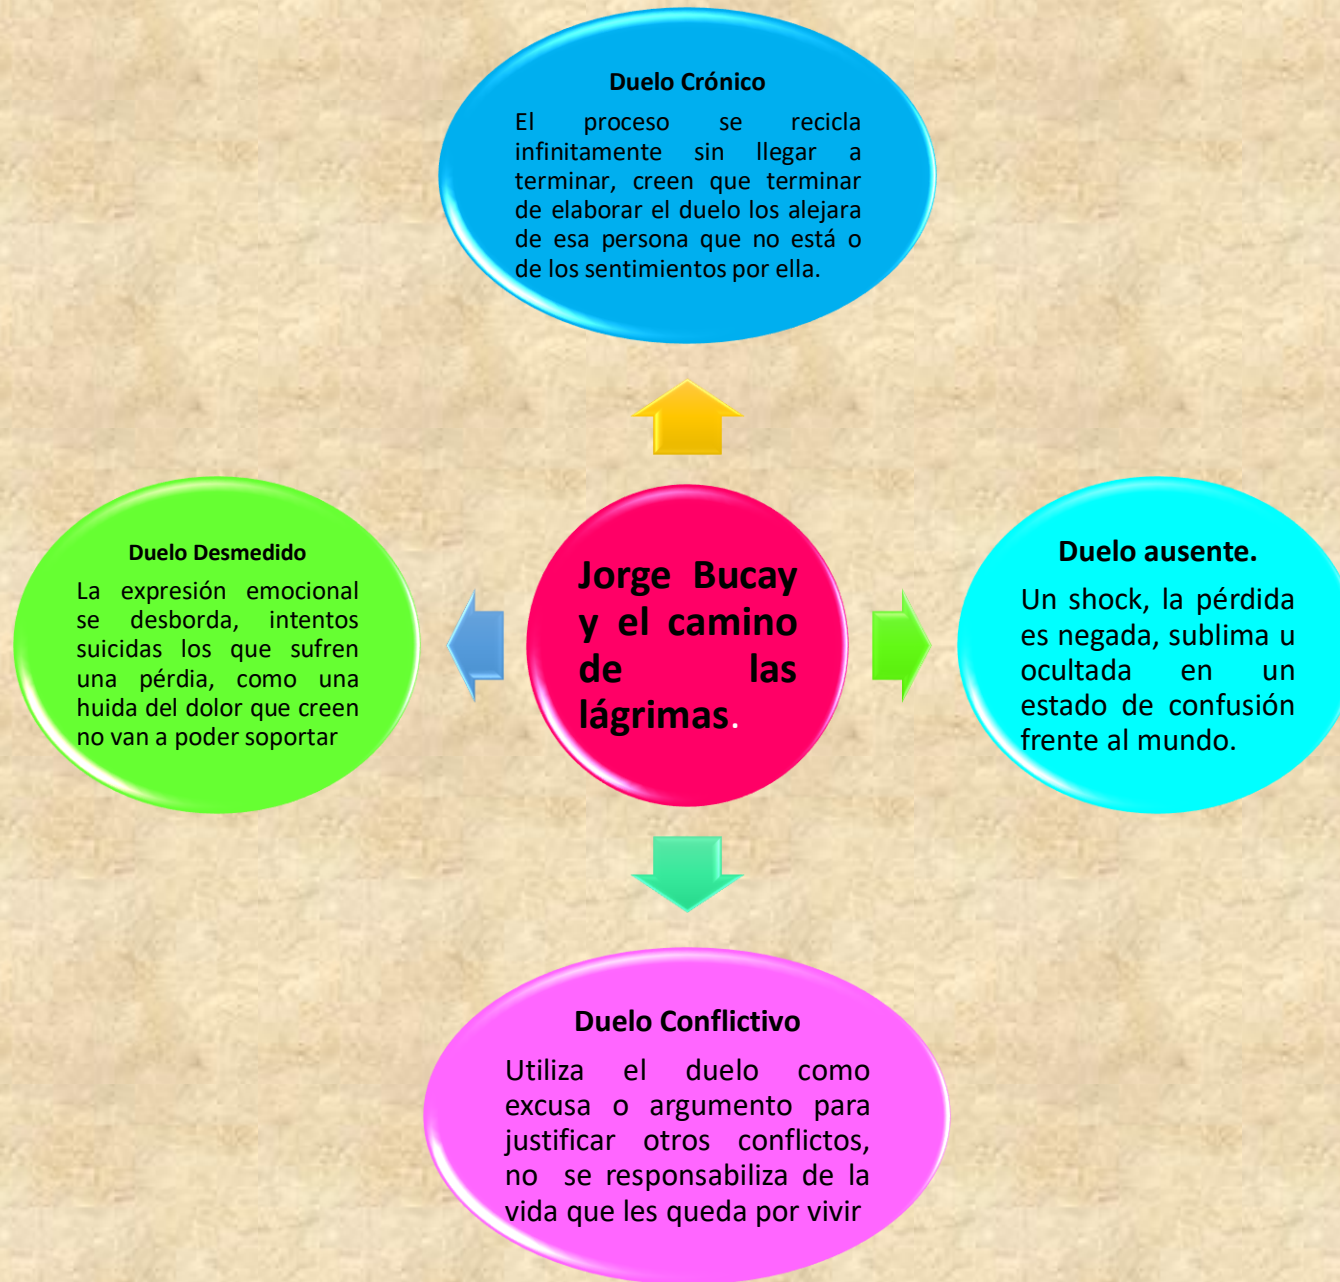 Duelo Crónico
El proceso se recicla
infinitamente sin llegar a
terminar, creen que terminar
de elaborar el duelo los alejara
de esa persona que no está o
de los sentimientos por ella.
Duelo Desmedido
La expresión emocional
se desborda, intentos
suicidas los que sufren
una pérdia, como una
huida del dolor que creen
no van a poder soportar
Jorge Bucay
y el camino
de las
lágrimas.
Duelo ausente.
Un shock, la pérdida
es negada, sublima u
ocultada en un
estado de confusión
frente al mundo.
Duelo Conflictivo
Utiliza el duelo como
excusa o argumento para
justificar otros conflictos,
no se responsabiliza de la
vida que les queda por vivir